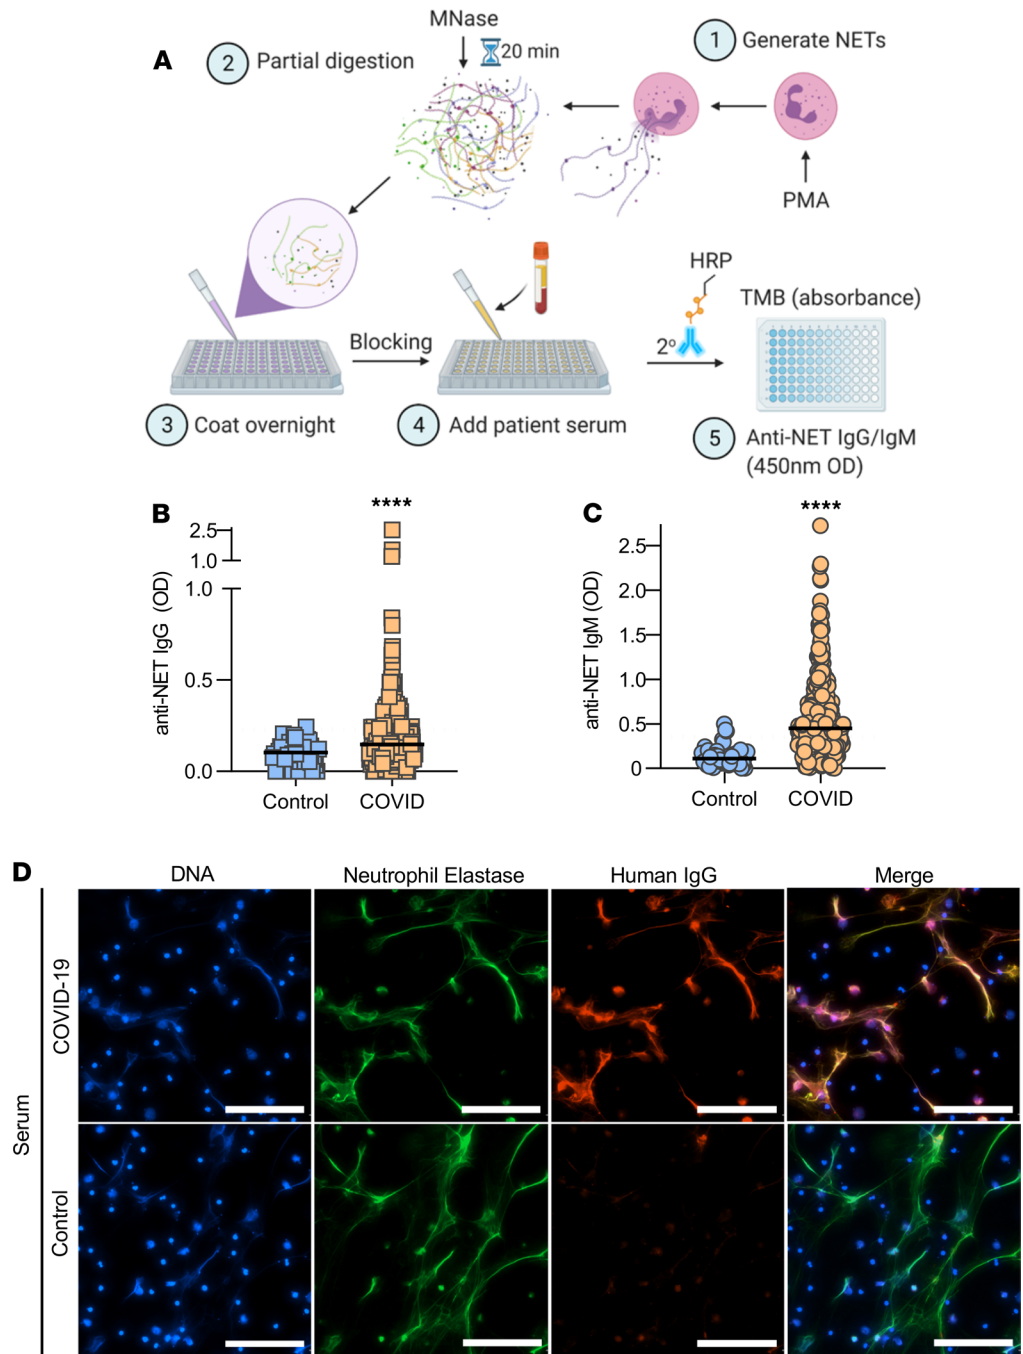 A
MNase
20 min
2 Partial digestion
1 Generate NETs
PMA
HRP
TMB (absorbance)
Blocking
2º
3 Coat overnight
4 Add patient serum
5 Anti-NET IgG/IgM
(450nm OD)
B
****
2.5
1.0
1.0
0.5
0.0
anti-NET IgG (OD)
Control
COVID
C
****
2.5
2.0
1.5
1.0
0.5
0
anti-NET IgM (OD)
Control
COVID
D
DNA
Neutrophil Elastase
Human IgG
Merge
Serum
COVID-19
Control